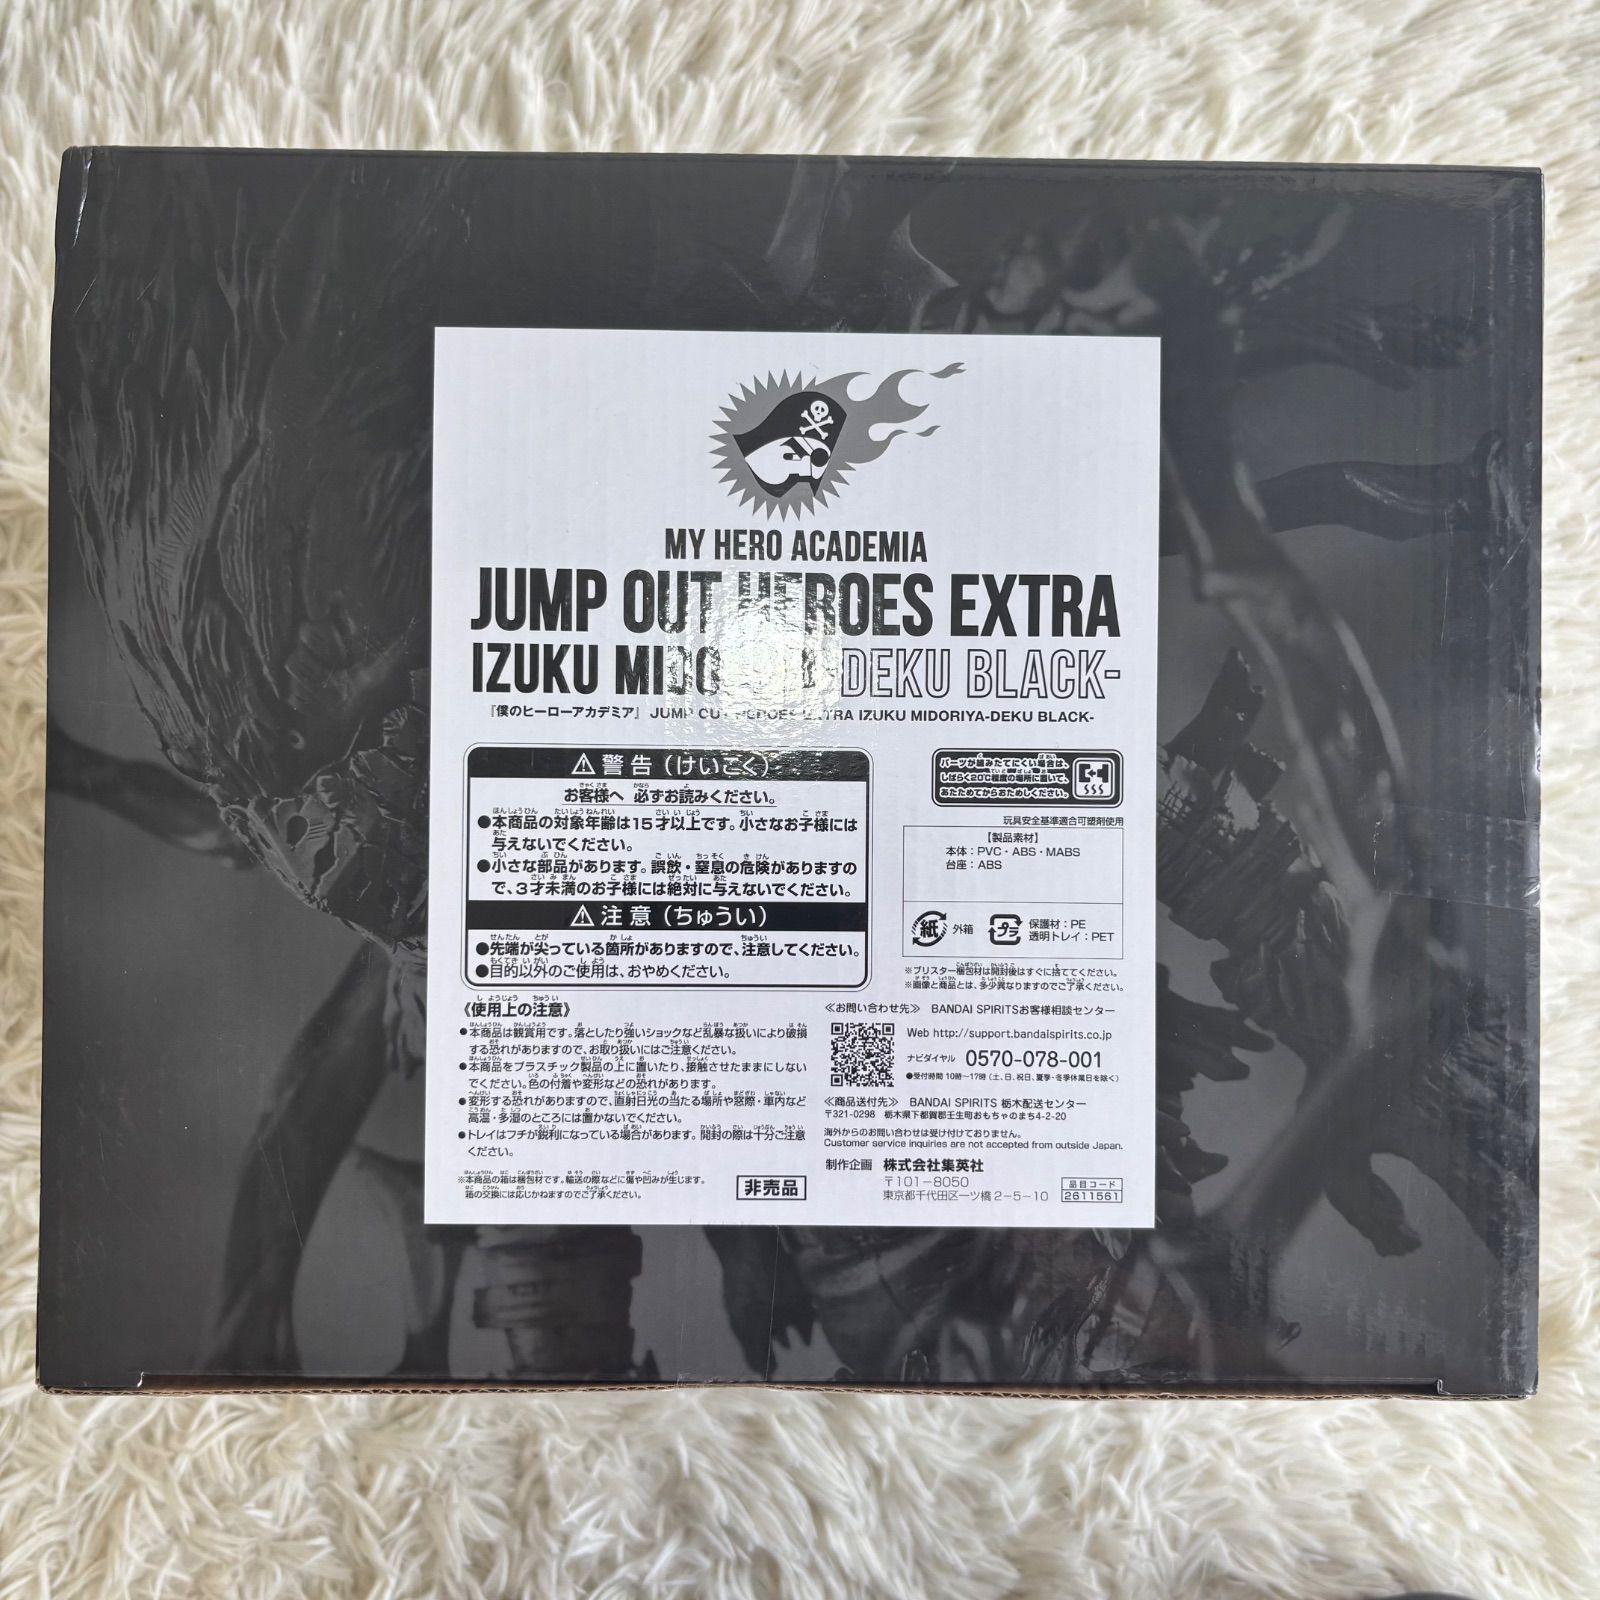 MY HERO ACADEMIA
JUMP OUT HEROES EXTRA
IZUKU MIDO -DEKU BLACK-
『僕のヒーローアカデミア』 JUMP OUT HEROES EXTRA IZUKU MIDORIYA-DEKU BLACK-
⚠ 警告（けいこく）
お客様へ 必ずお読みください。
●本商品の対象年齢は15才以上です。小さなお子様には
与えないでください。
●小さな部品があります。誤飲・窒息の危険がありますの
で、3才未満のお子様には絶対に与えないでください。
⚠ 注意（ちゅうい）
●先端が尖っている箇所がありますので、注意してください。
●目的以外のご使用は、おやめください。
《使用上の注意》
●本商品は観賞用です。落としたり強いショックなど乱暴な扱いにより破損
する恐れがありますので、お取り扱いにはご注意ください。
●本商品をプラスチック製品の上に置いたり、接触させたままにしない
でください。色の付着や変形などの恐れがあります。
●変形する恐れがありますので、直射日光の当たる場所や窓際・車内など
高温・多湿のところには置かないでください。
●トレイはフチが鋭利になっている場合があります。開封の際は十分ご注意
ください。
※本商品の箱は梱包材です。輸送の際などに傷や凹みが生じます。
箱の交換には応じかねますのでご了承ください。
非売品
パーツが組みたてにくい場合は、
しばらく20℃程度の場所に置いて、
あたためてからおためしください。
玩具安全基準適合可塑剤使用
【製品素材】
本体：PVC・ABS・MABS
台座：ABS
紙 外箱
プラ 保護材：PE
透明トレイ：PET
※ブリスター梱包材は開封後はすぐに捨ててください。
※画像と商品とは、多少異なりますのでご了承ください。
≪お問い合わせ先≫ BANDAI SPIRITSお客様相談センター
Web http://support.bandaispirits.co.jp
ナビダイヤル 0570-078-001
●受付時間 10時〜17時（土、日、祝日、夏季・冬季休業日を除く）
≪商品送付先≫ BANDAI SPIRITS 栃木配送センター
〒321-0298 栃木県下都賀郡壬生町おもちゃのまち4-2-20
海外からのお問い合わせは受け付けておりません。
Customer service inquiries are not accepted from outside Japan.
制作企画 株式会社集英社
〒101-8050
東京都千代田区一ツ橋2-5-10
品目コード
2611561